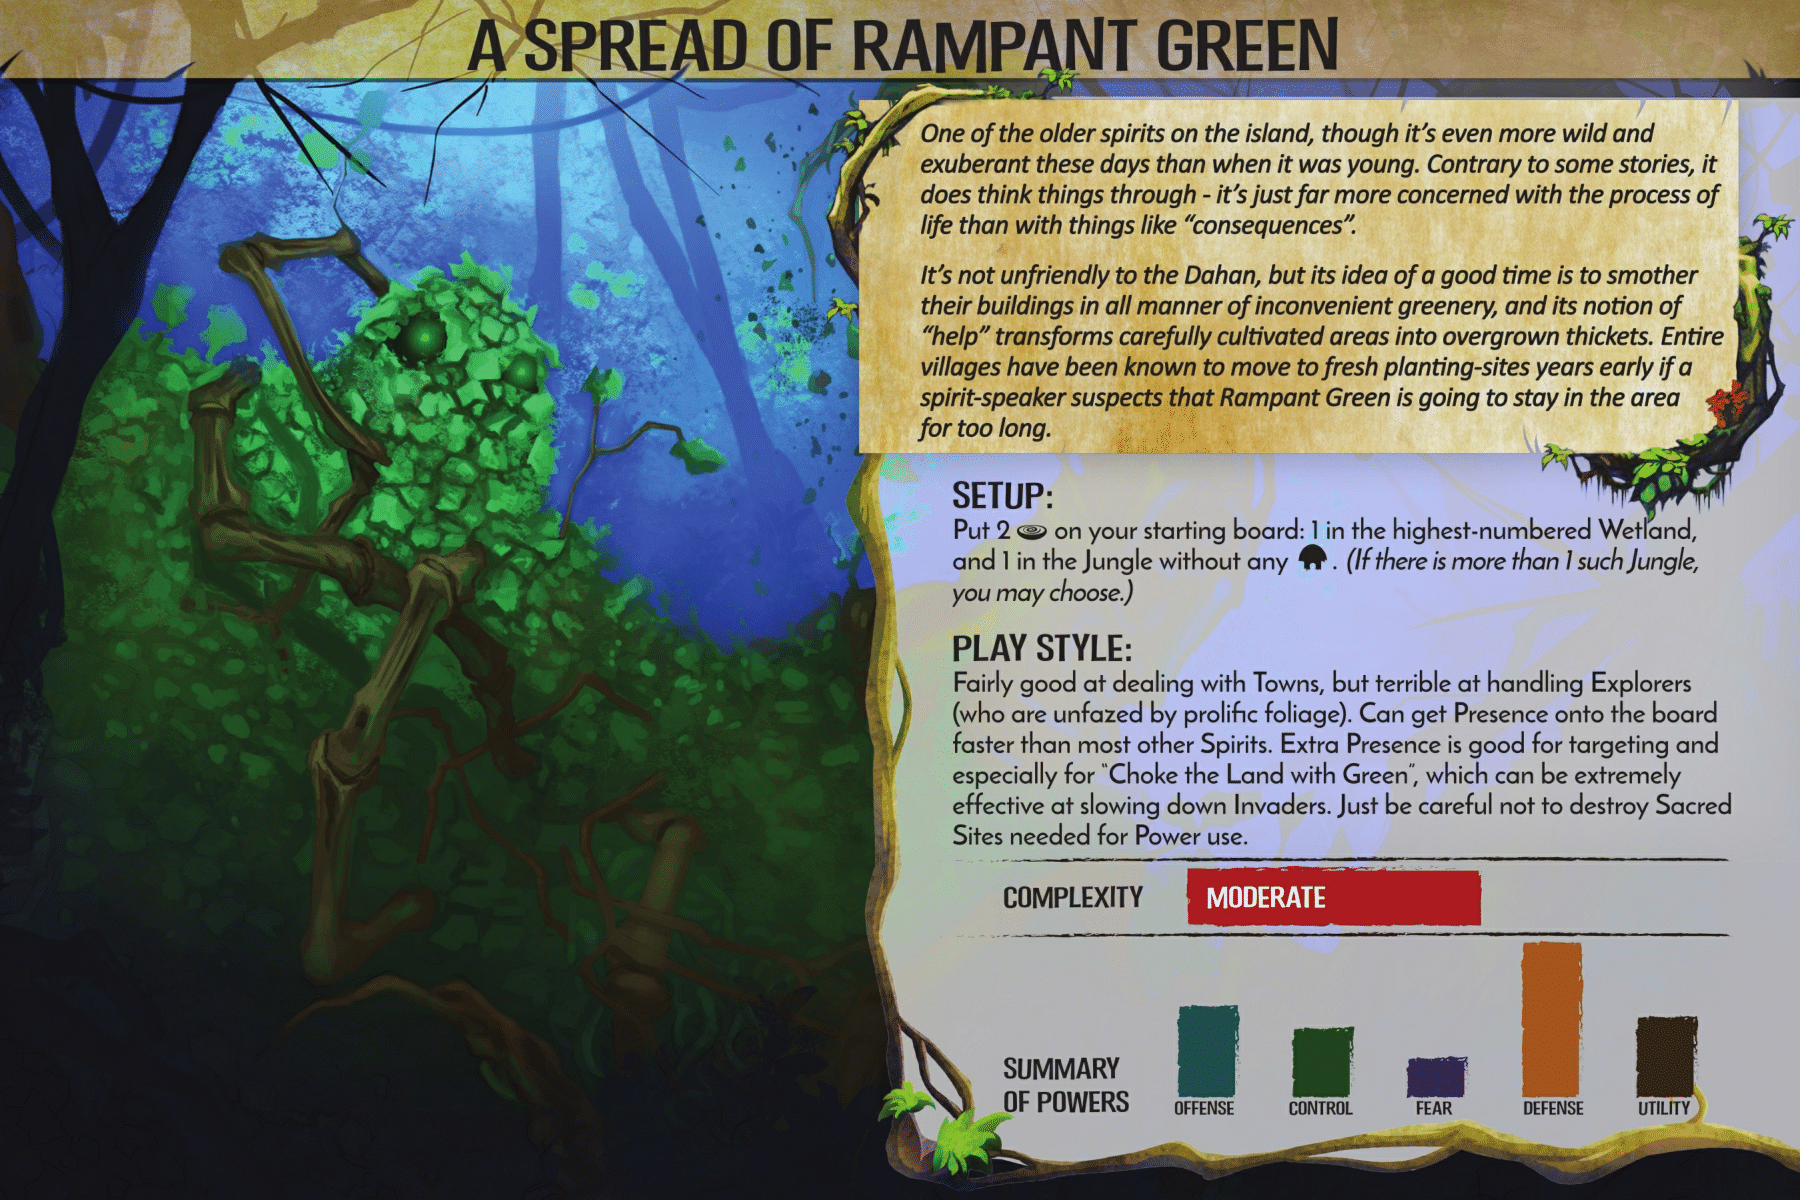 A SPREAD OF RAMPANT GREEN
One of the older spirits on the island, though it's even more wild and
exuberant these days than when it was young. Contrary to some stories, it
does think things through - it's just far more concerned with the process of
life than with things like “consequences”.
It's not unfriendly to the Dahan, but its idea of a good time is to smother
their buildings in all manner of inconvenient greenery, and its notion of
“help” transforms carefully cultivated areas into overgrown thickets. Entire
villages have been known to move to fresh planting-sites years early if a
spirit-speaker suspects that Rampant Green is going to stay in the area
for too long.
SETUP:
Put 2 on your starting board: 1 in the highest-numbered Wetland,
and 1 in the Jungle without any . (If there is more than 1 such Jungle,
you may choose.)
PLAY STYLE:
Fairly good at dealing with Towns, but terrible at handling Explorers
(who are unfazed by prolific foliage). Can get Presence onto the board
faster than most other Spirits. Extra Presence is good for targeting and
especially for “Choke the Land with Green”, which can be extremely
effective at slowing down Invaders. Just be careful not to destroy Sacred
Sites needed for Power use.
COMPLEXITY MODERATE
SUMMARY
OF POWERS
OFFENSE CONTROL FEAR DEFENSE UTILITY